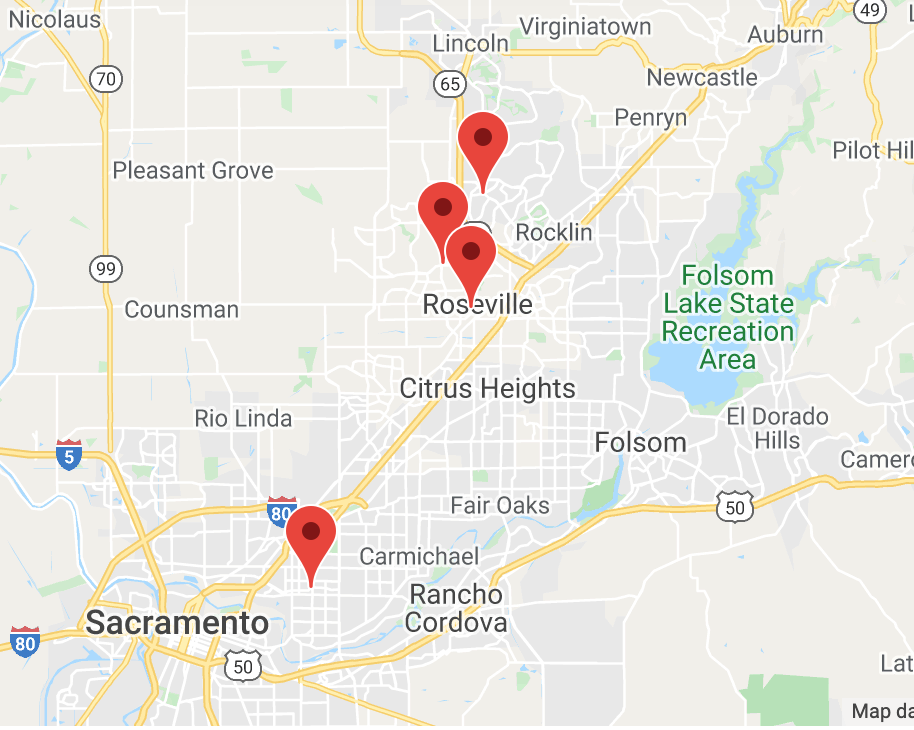 Nicolaus
Virginiatown
49
Lincoln
Auburn
70
65
Newcastle
Penryn
Pilot Hil
Pleasant Grove
Rocklin
99
Folsom
Lake State
Recreation
Area
Counsman
Roseville
Citrus Heights
Rio Linda
El Dorado
Hills
Folsom
5
Camero
80
Fair Oaks
50
Carmichael
Rancho
Cordova
Sacramento
80
50
Lat
Map da